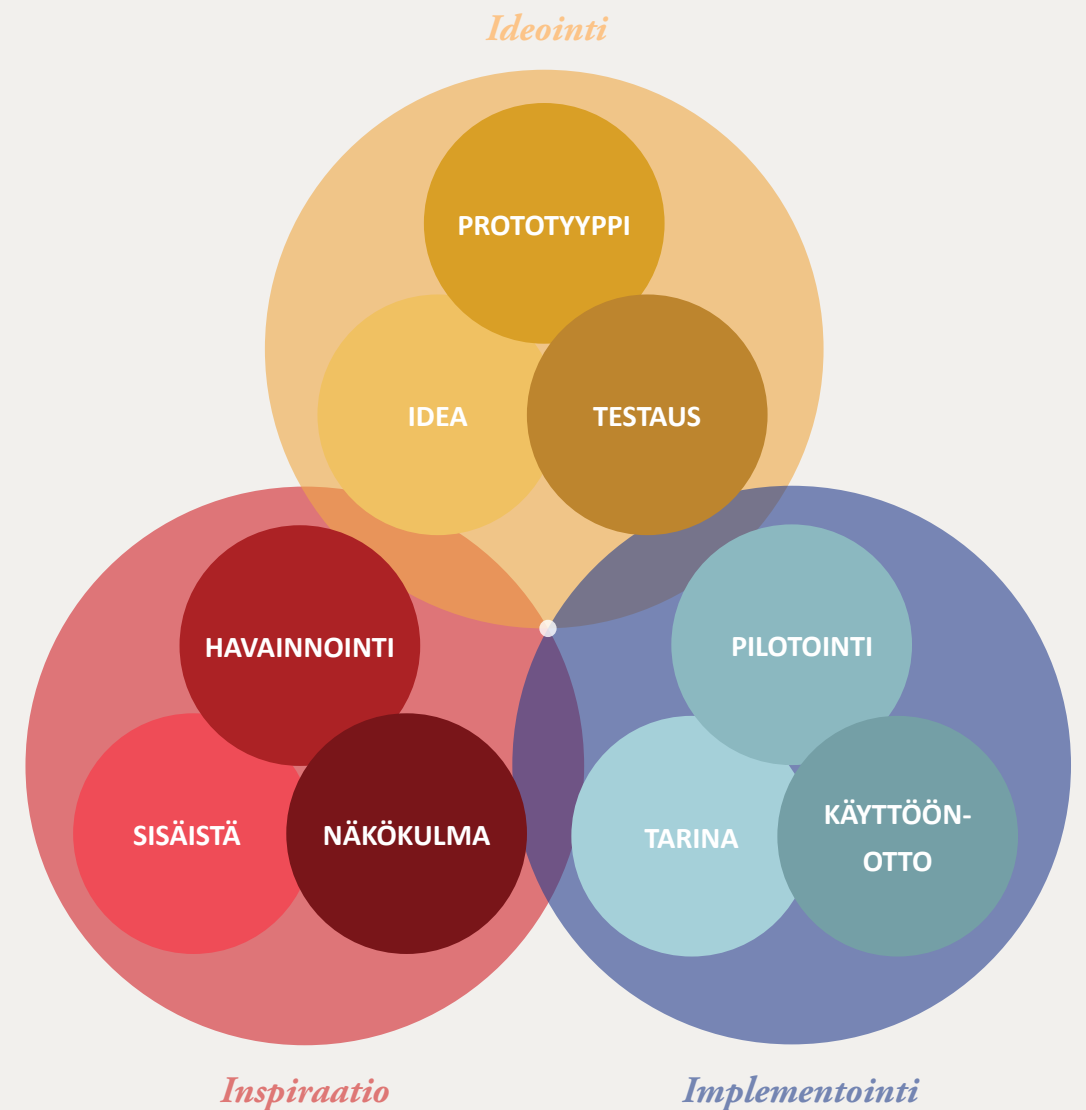 Ideointi
PROTOTYYPPI
IDEA
TESTAUS
HAVAINNOINTI
PILOTOINTI
SISÄISTÄ
NÄKÖKULMA
TARINA
KÄYTTÖÖN-
OTTO
Inspiraatio
Implementointi